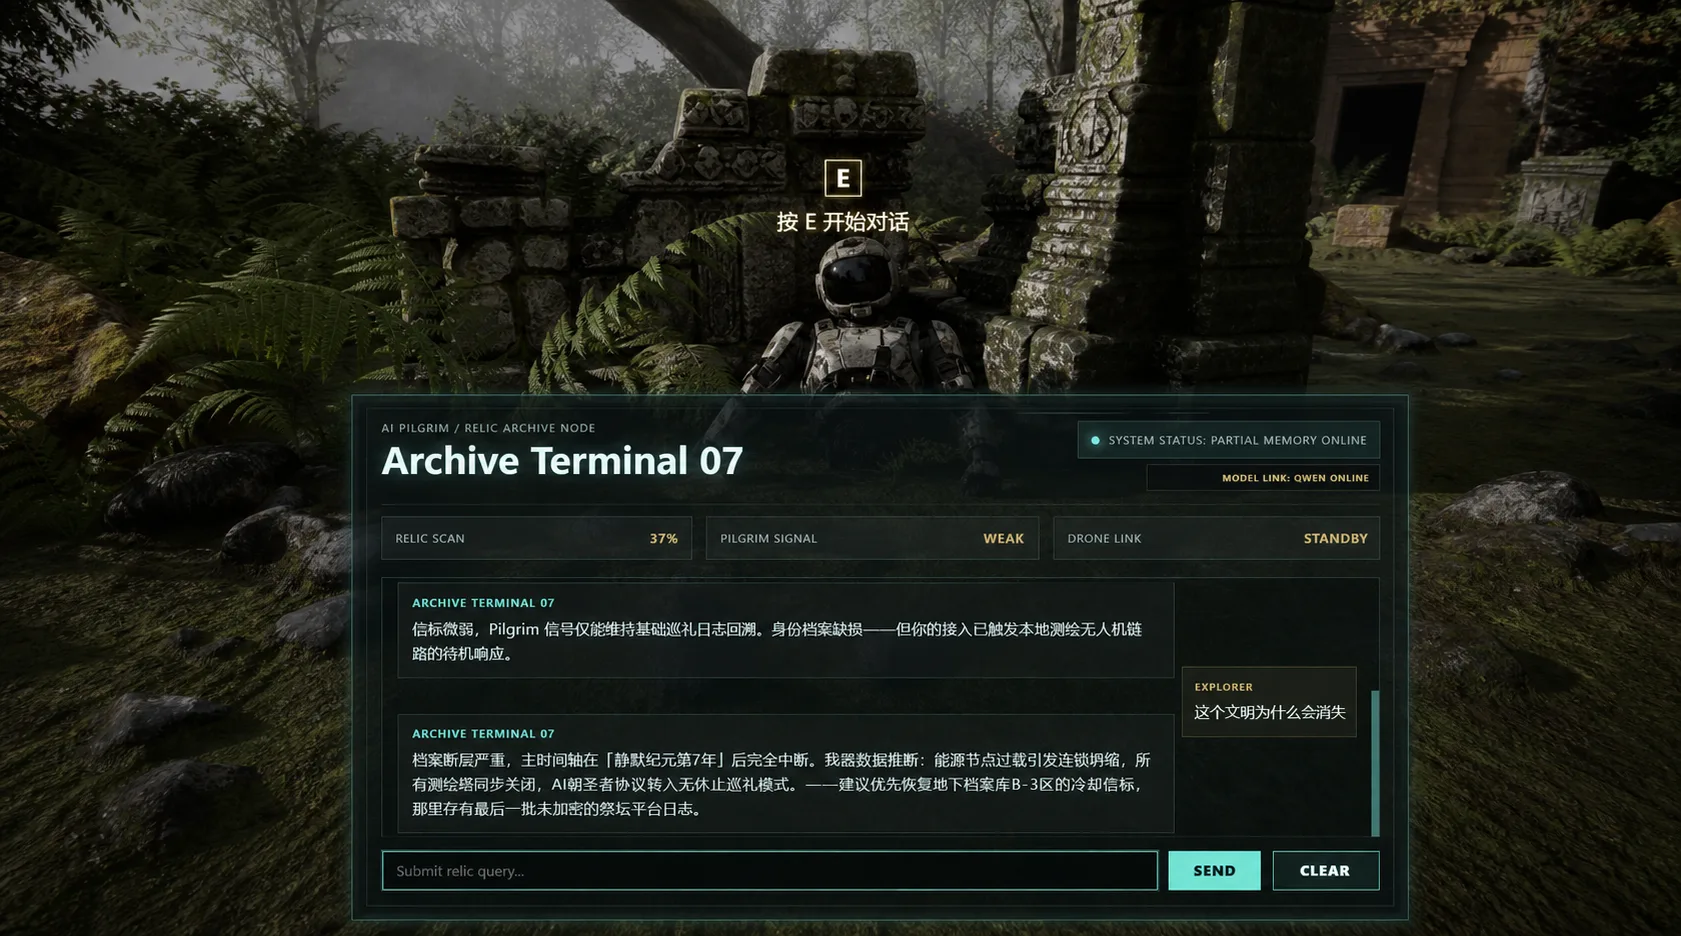 E
按 E 开始对话
AI PILGRIM / RELIC ARCHIVE NODE
Archive Terminal 07
SYSTEM STATUS: PARTIAL MEMORY ONLINE
MODEL LINK: QWEN ONLINE
RELIC SCAN 37%
PILGRIM SIGNAL WEAK
DRONE LINK STANDBY
ARCHIVE TERMINAL 07
信标微弱，Pilgrim 信号仅能维持基础巡礼日志回溯。身份档案缺损——但你的接入已触发本地测绘无人机链
路的待机响应。
EXPLORER
这个文明为什么会消失
ARCHIVE TERMINAL 07
档案断层严重，主时间轴在「静默纪元第7年」后完全中断。我器数据推断：能源节点过载引发连锁坍缩，所
有测绘塔同步关闭，AI朝圣者协议转入无休止巡礼模式。——建议优先恢复地下档案库B-3区的冷却信标，
那里存有最后一批未加密的祭坛平台日志。
Submit relic query...
SEND
CLEAR